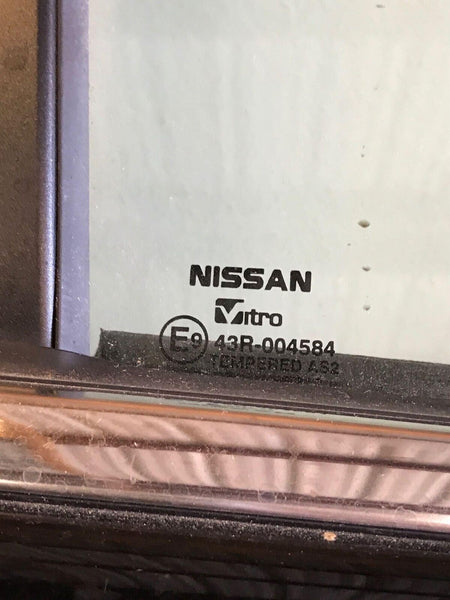 NISSAN
Vitro
E9 43R-004584
TEMPERED AS2